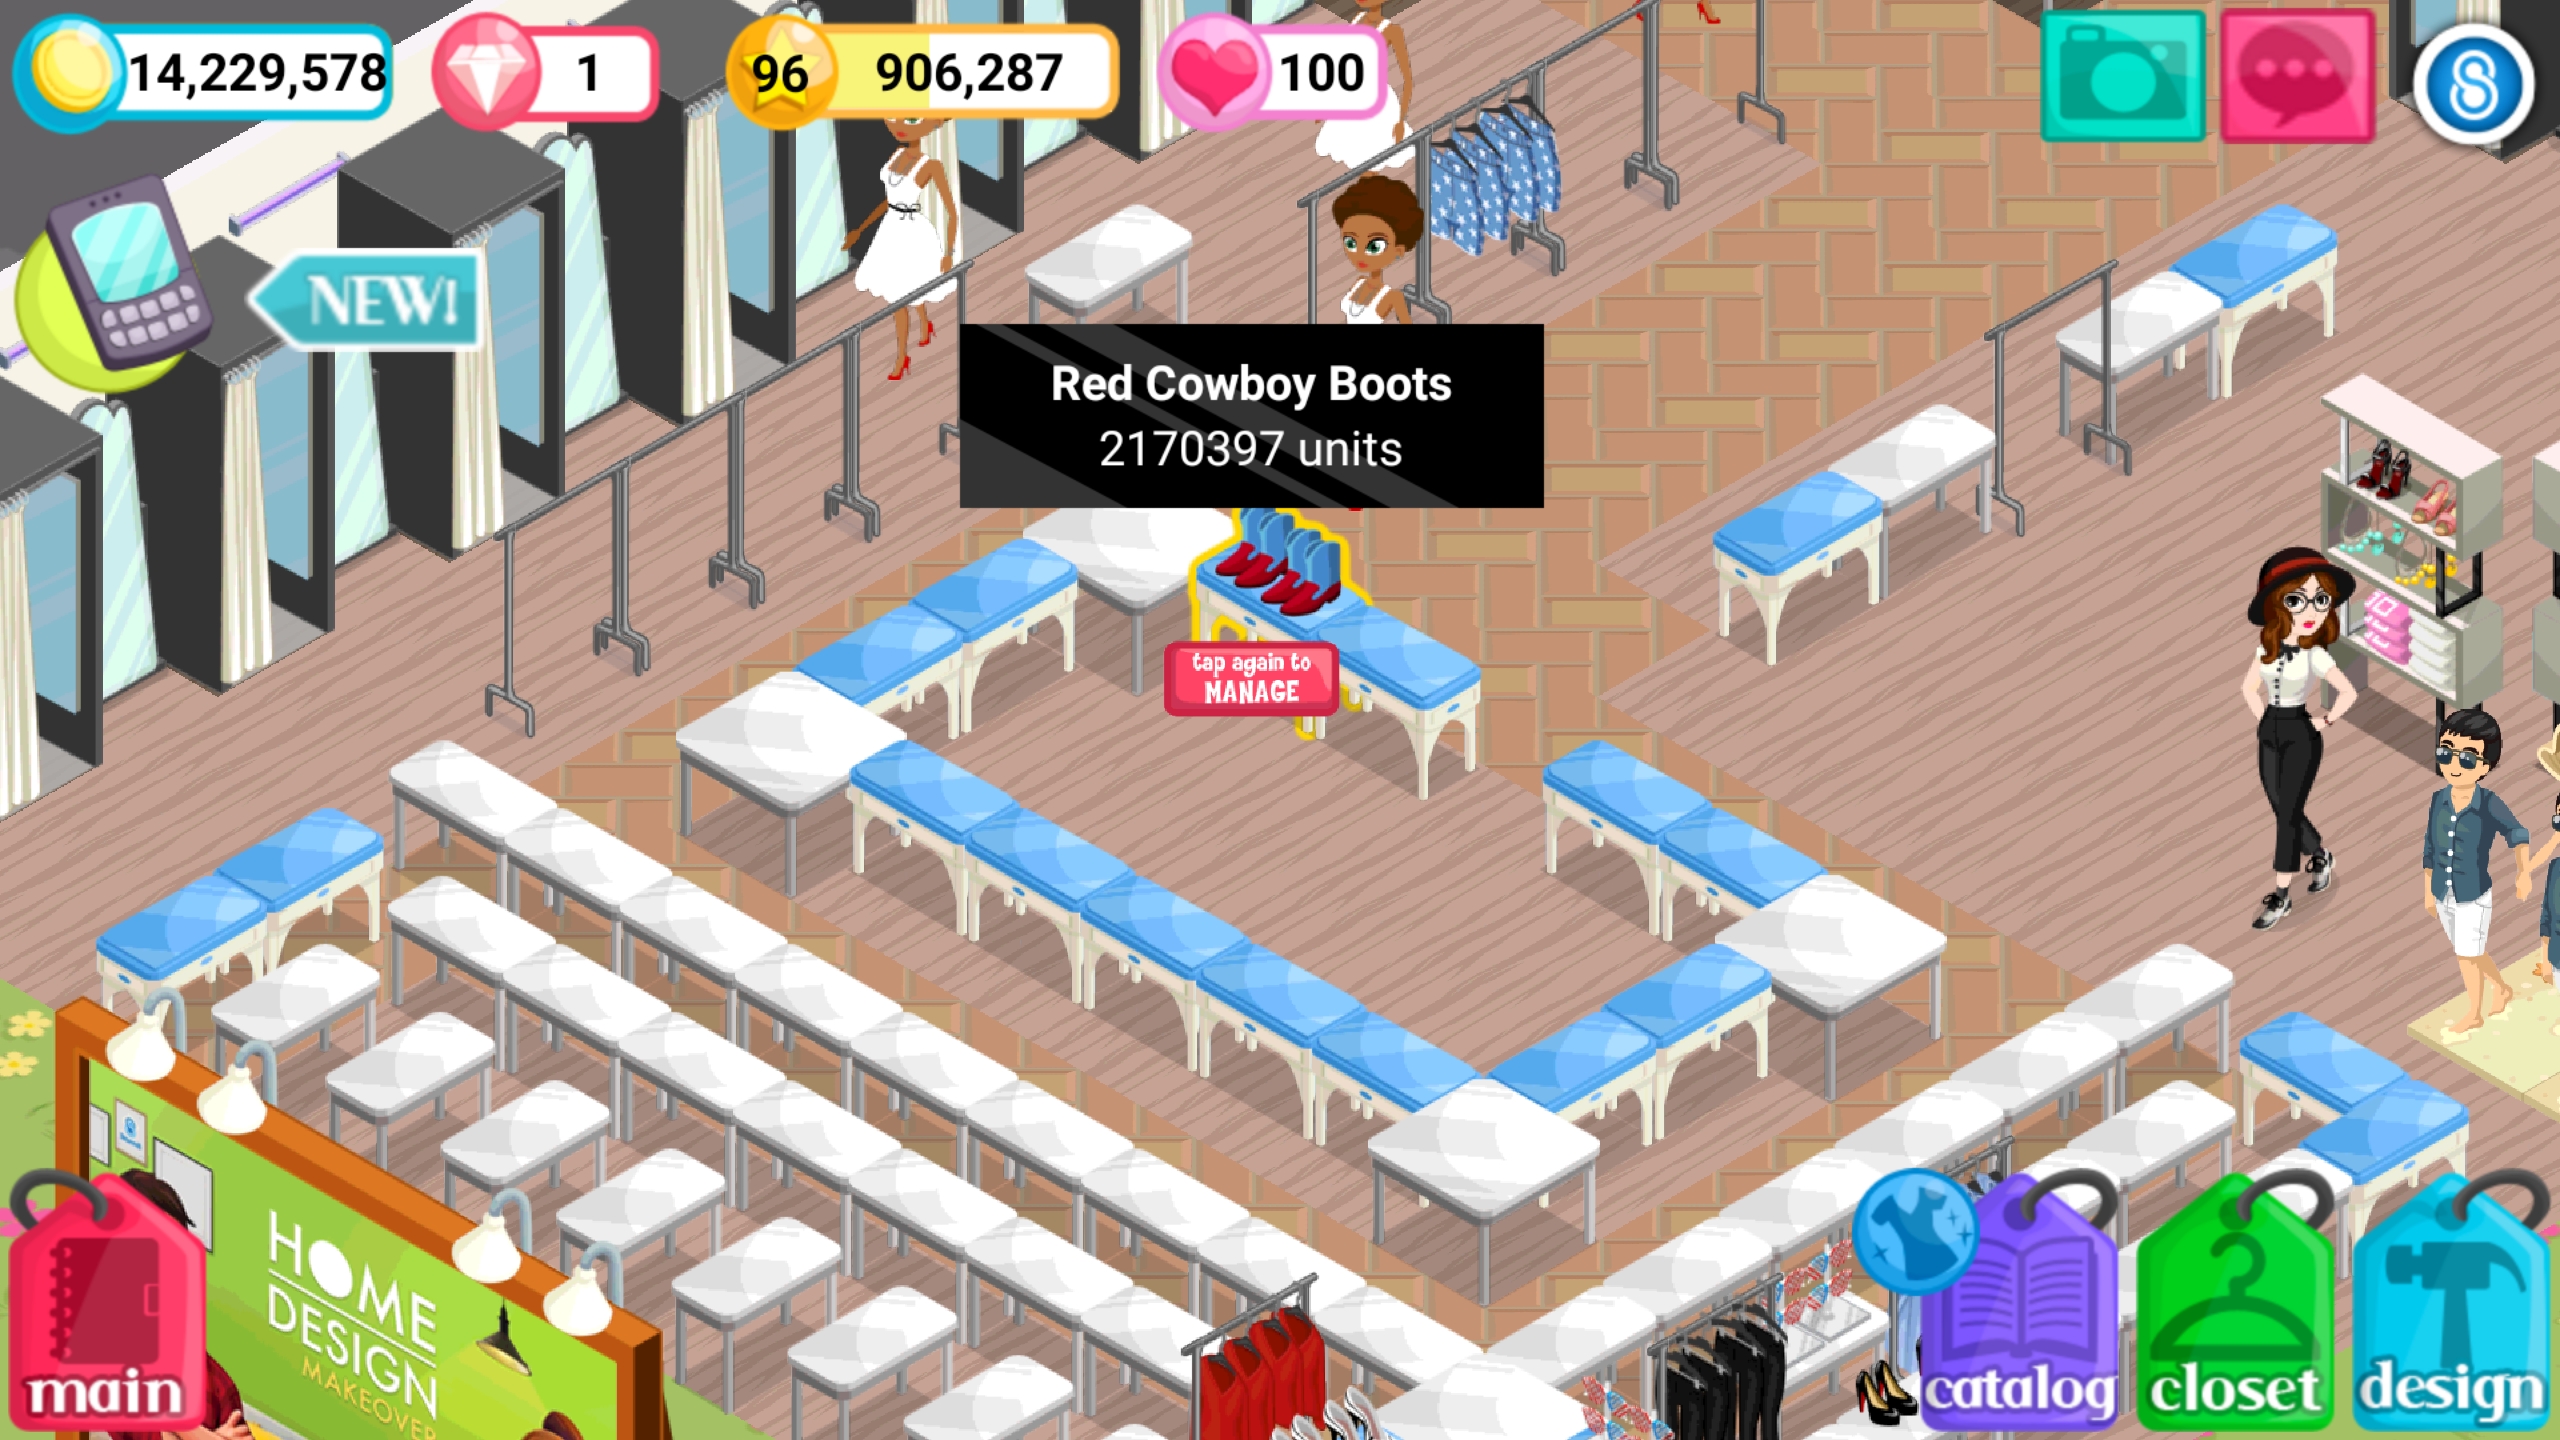 14,229,578
1
96
906,287
100
NEW!
Red Cowboy Boots
2170397 units
tap again to
MANAGE
HOME
DESIGN
MAKEOVER
main
catalog
closet
design